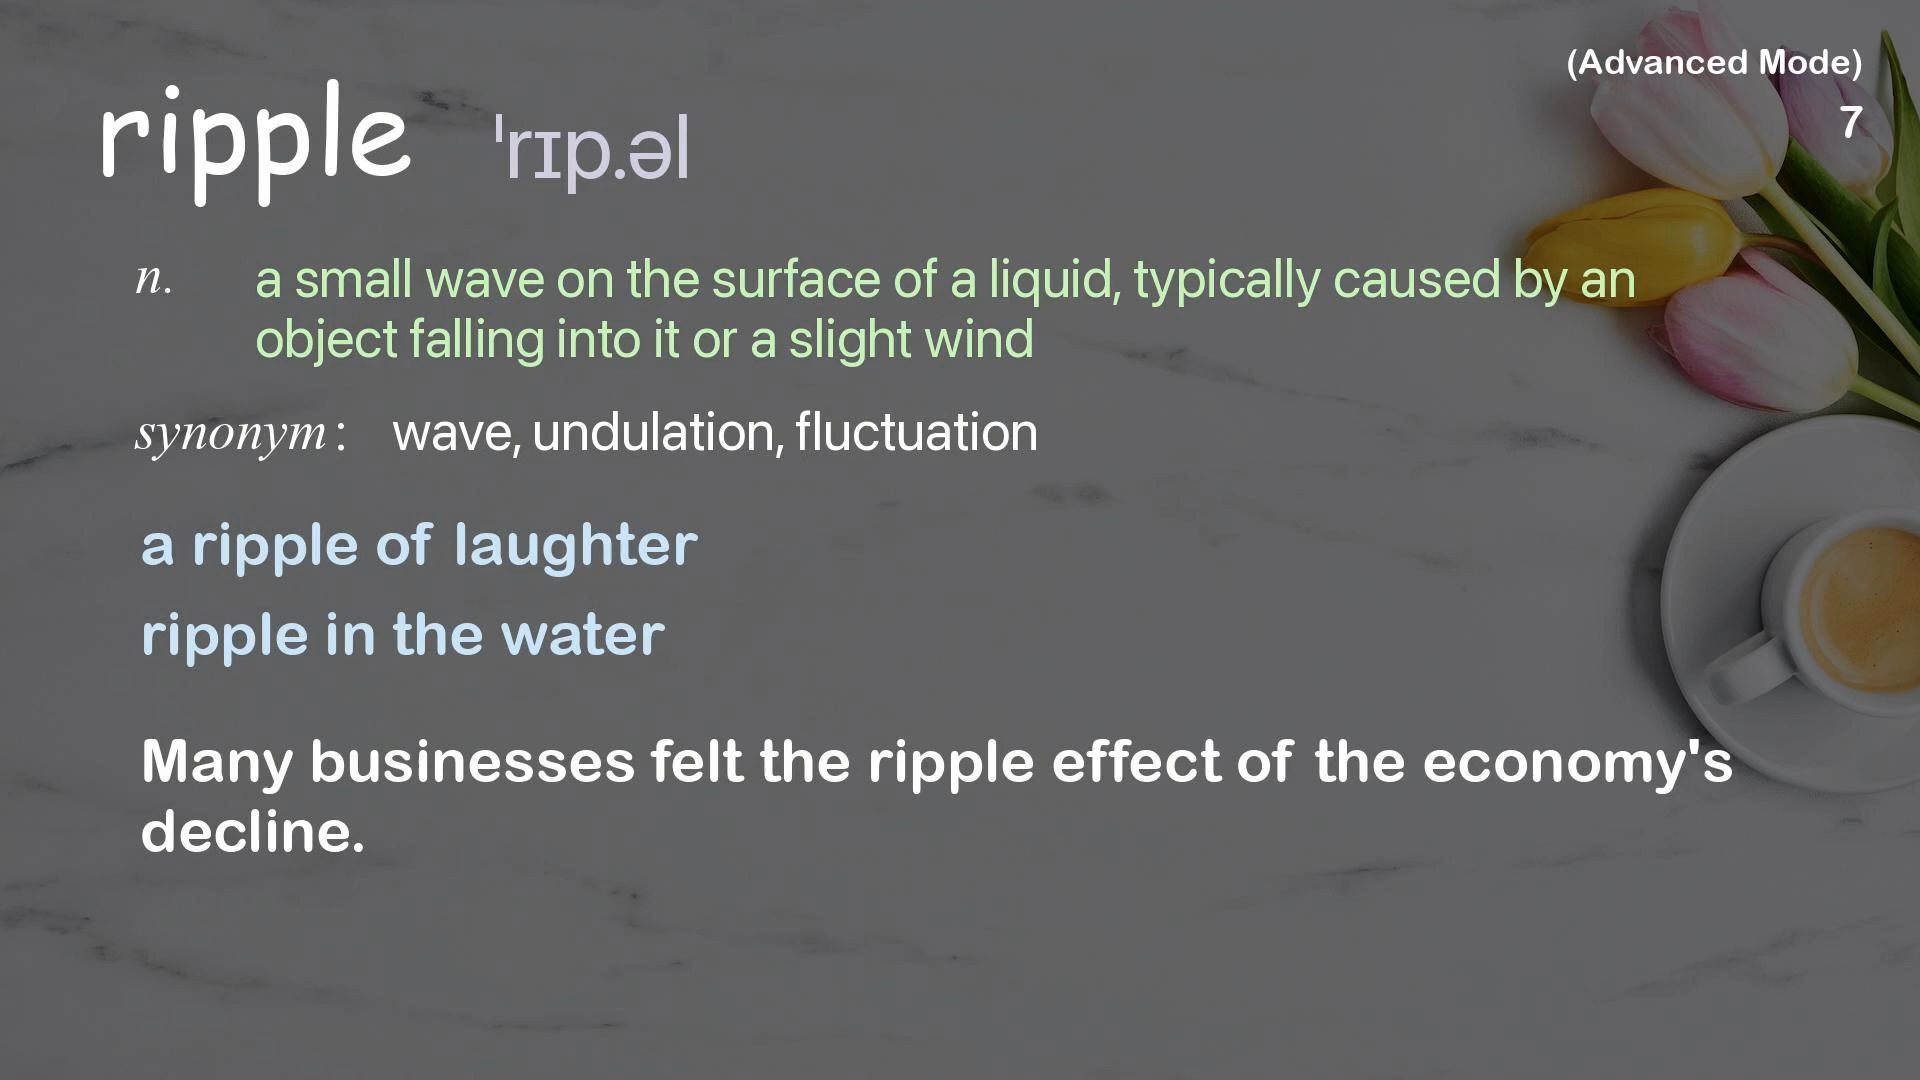 (Advanced Mode)
ripple ˈrɪp.əl
7
n. a small wave on the surface of a liquid, typically caused by an
object falling into it or a slight wind
synonym: wave, undulation, fluctuation
a ripple of laughter
ripple in the water
Many businesses felt the ripple effect of the economy's
decline.